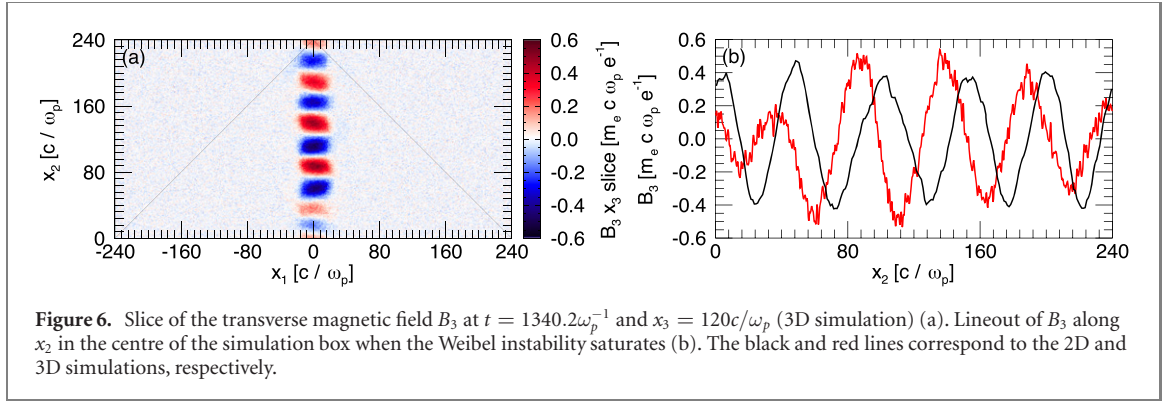 (a)
240
160
80
0
x₂ [c / ωₚ]
-240 -160 -80 0 80 160 240
x₁ [c / ωₚ]
0.6
0.4
0.2
0.0
-0.2
-0.4
-0.6
B₃ x₃ slice [mₑ c ωₚ e⁻¹]
(b)
0.6
0.4
0.2
0.0
-0.2
-0.4
-0.6
B₃ [mₑ c ωₚ e⁻¹]
0 80 160 240
x₂ [c / ωₚ]
Figure 6. Slice of the transverse magnetic field B₃ at t = 1340.2ωₚ⁻¹ and x₃ = 120c/ωₚ (3D simulation) (a). Lineout of B₃ along
x₂ in the centre of the simulation box when the Weibel instability saturates (b). The black and red lines correspond to the 2D and
3D simulations, respectively.